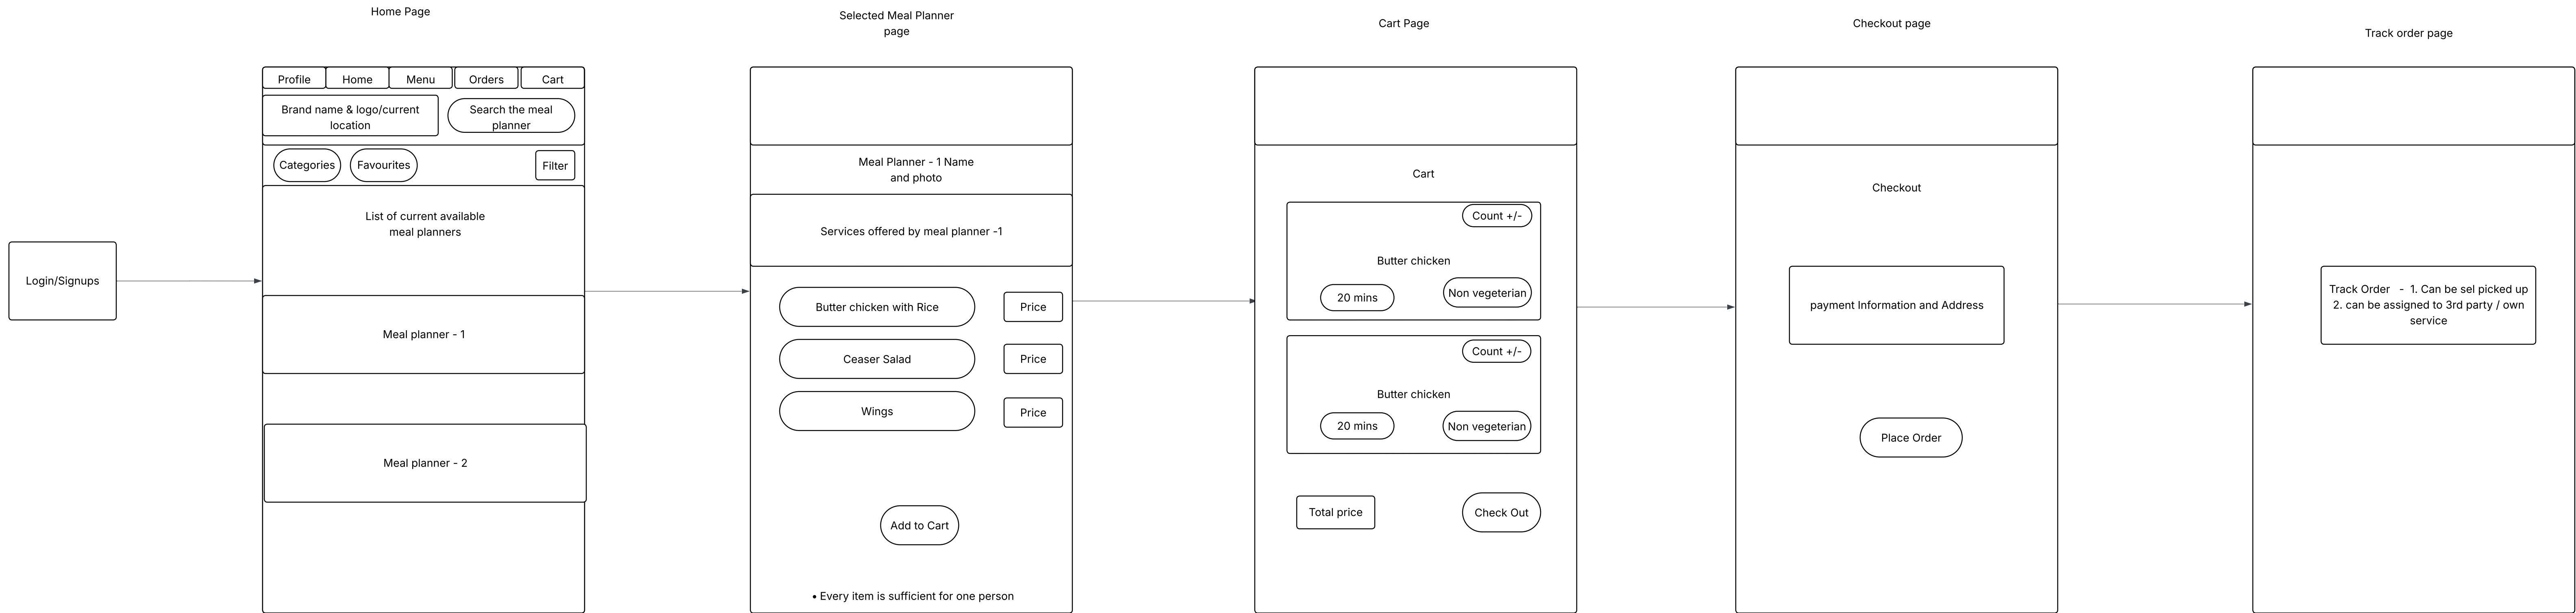 Home Page
Selected Meal Planner
page
Cart Page
Checkout page
Track order page
Login/Signups
Profile
Home
Menu
Orders
Cart
Brand name & logo/current
location
Search the meal
planner
Categories
Favourites
Filter
List of current available
meal planners
Meal planner - 1
Meal planner - 2
Meal Planner - 1 Name
and photo
Services offered by meal planner -1
Butter chicken with Rice
Price
Ceaser Salad
Price
Wings
Price
Add to Cart
• Every item is sufficient for one person
Cart
Count +/-
Butter chicken
20 mins
Non vegeterian
Count +/-
Butter chicken
20 mins
Non vegeterian
Total price
Check Out
Checkout
payment Information and Address
Place Order
Track Order - 1. Can be sel picked up
2. can be assigned to 3rd party / own
service